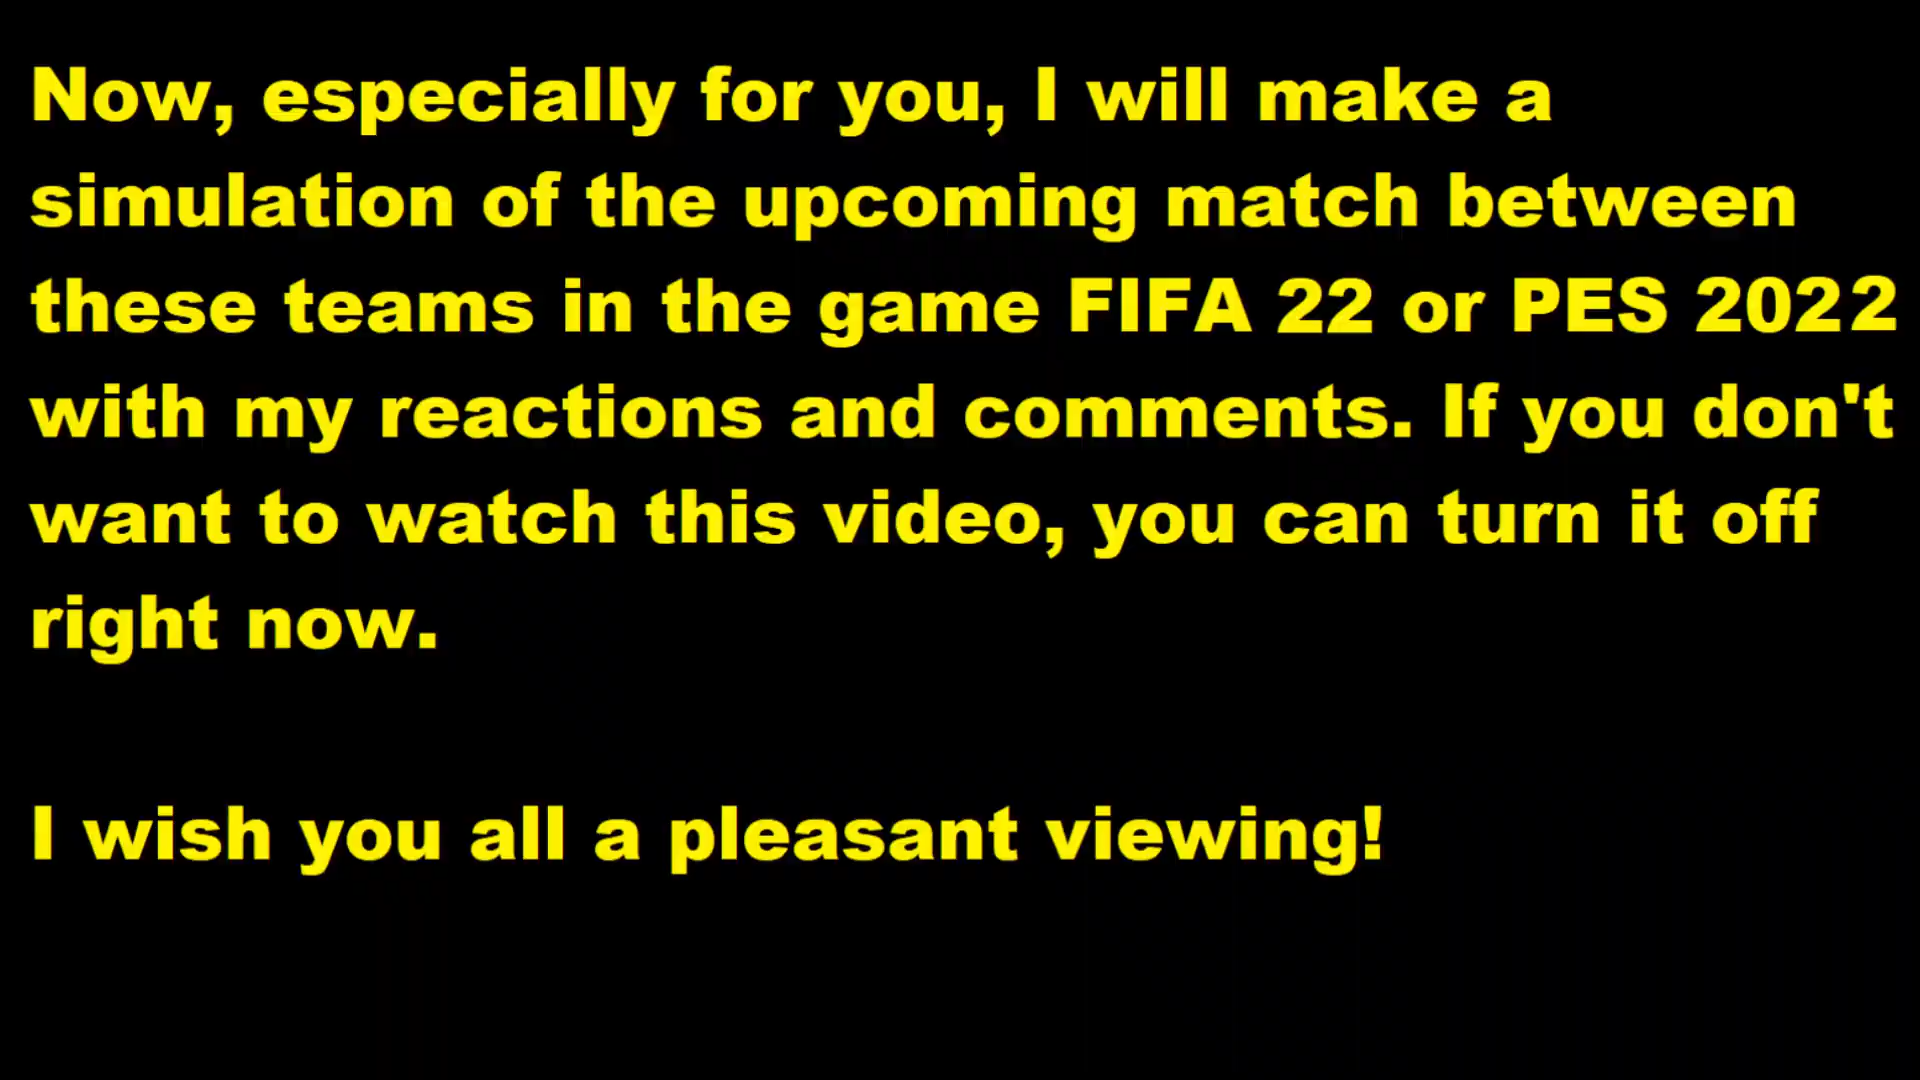 Now, especially for you, I will make a
simulation of the upcoming match between
these teams in the game FIFA 22 or PES 2022
with my reactions and comments. If you don't
want to watch this video, you can turn it off
right now.
I wish you all a pleasant viewing!